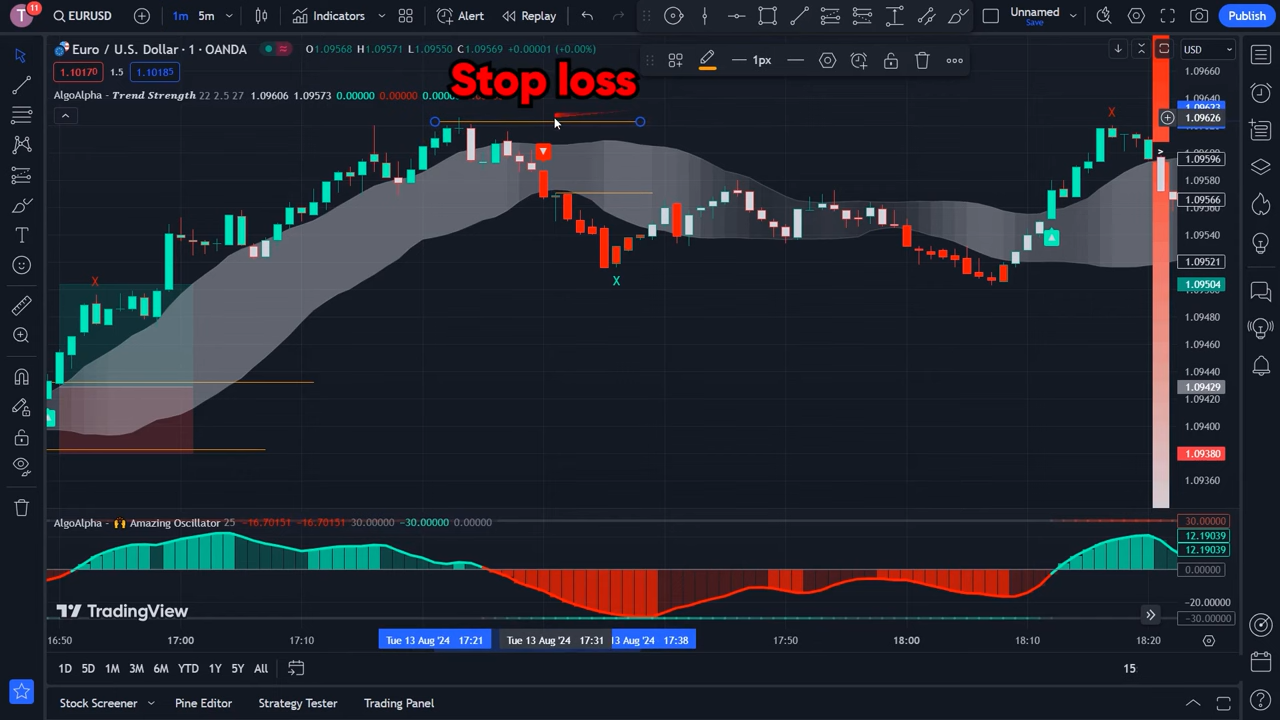 T 11 EURUSD 1m 5m Indicators Alert Replay Unnamed Save Publish
Euro / U.S. Dollar · 1 · OANDA O1.09568 H1.09571 L1.09550 C1.09569 +0.00001 (+0.00%)
1.10170 1.5 1.10185
1px
USD
Stop loss
AlgoAlpha - Trend Strength 22 2.5 27 1.09606 1.09573 0.00000 0.00000
1.09660
1.09640
1.09626
1.09596
1.09580
1.09566
1.09540
1.09521
1.09504
1.09480
1.09460
1.09440
1.09429
1.09420
1.09400
1.09380
1.09360
X
X
X
AlgoAlpha - 🙌 Amazing Oscillator 25 −16.70151 −16.70151 30.00000 −30.00000 0.00000
30.00000
12.19039
12.19039
0.00000
−20.00000
−30.00000
TradingView
16:50 17:00 17:10 Tue 13 Aug '24 17:21 Tue 13 Aug '24 17:31 Aug '24 17:38 17:50 18:00 18:10 18:20
1D 5D 1M 3M 6M YTD 1Y 5Y All 15
Stock Screener Pine Editor Strategy Tester Trading Panel